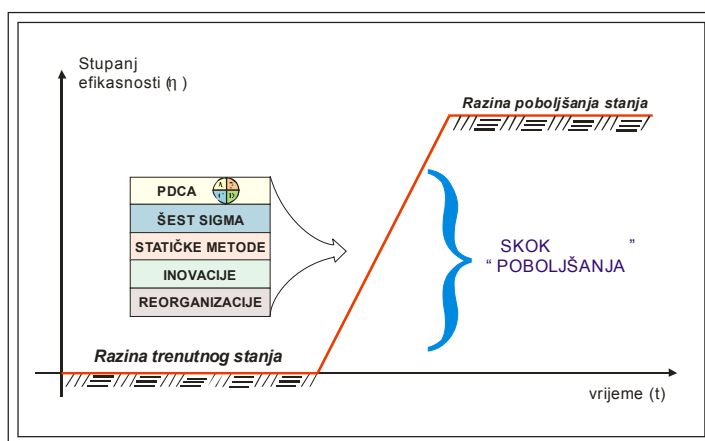 Stupanj
efikasnosti (η )
Razina poboljšanja stanja
PDCA
ŠEST SIGMA
STATIČKE METODE
INOVACIJE
REORGANIZACIJE
SKOK ”
“ POBOLJŠANJA
Razina trenutnog stanja
vrijeme (t)